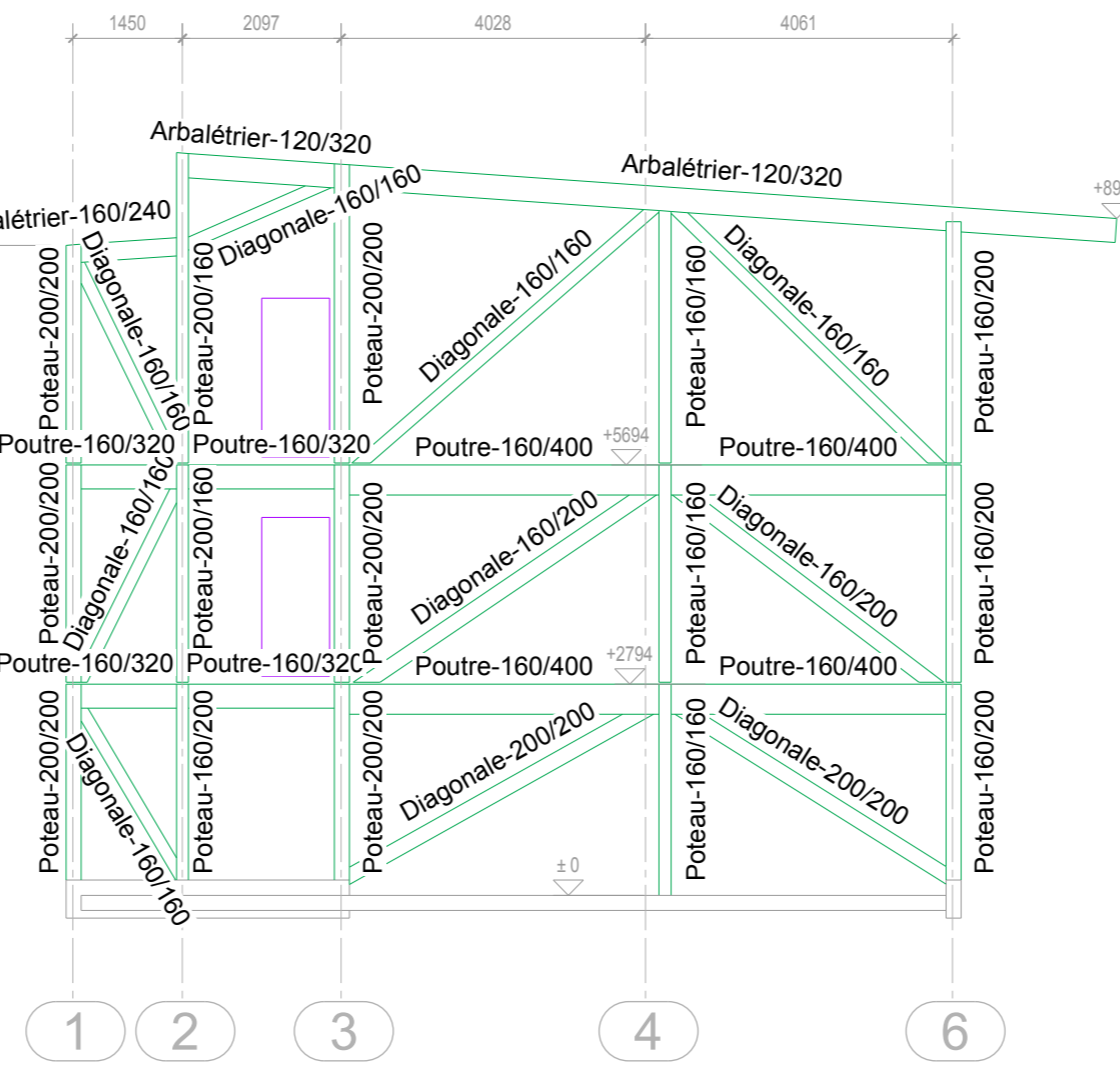 1450
2097
4028
4061
Arbalétrier-120/320
Arbalétrier-120/320
+89
alétrier-160/240
Diagonale-160/160
Diagonale-160/160
Poteau-200/200
Poteau-200/160
Poteau-200/200
Diagonale-160/160
Poteau-160/160
Diagonale-160/160
Poteau-160/200
Poutre-160/320
Poutre-160/320
Poutre-160/400
+5694
Poutre-160/400
Poteau-200/200
Diagonale-160/160
Poteau-200/160
Poteau-200/200
Diagonale-160/200
Poteau-160/160
Diagonale-160/200
Poteau-160/200
Poutre-160/320
Poutre-160/320
Poutre-160/400
+2794
Poutre-160/400
Poteau-200/200
Diagonale-160/160
Poteau-160/200
Poteau-200/200
Diagonale-200/200
Poteau-160/160
Diagonale-200/200
Poteau-160/200
± 0
1
2
3
4
6